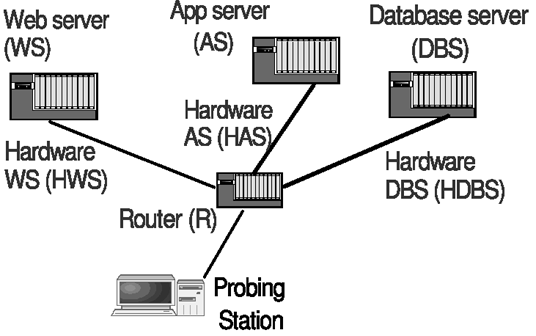 Web server
(WS)
App server
(AS)
Database server
(DBS)
Hardware
WS (HWS)
Hardware
AS (HAS)
Hardware
DBS (HDBS)
Router (R)
Probing
Station